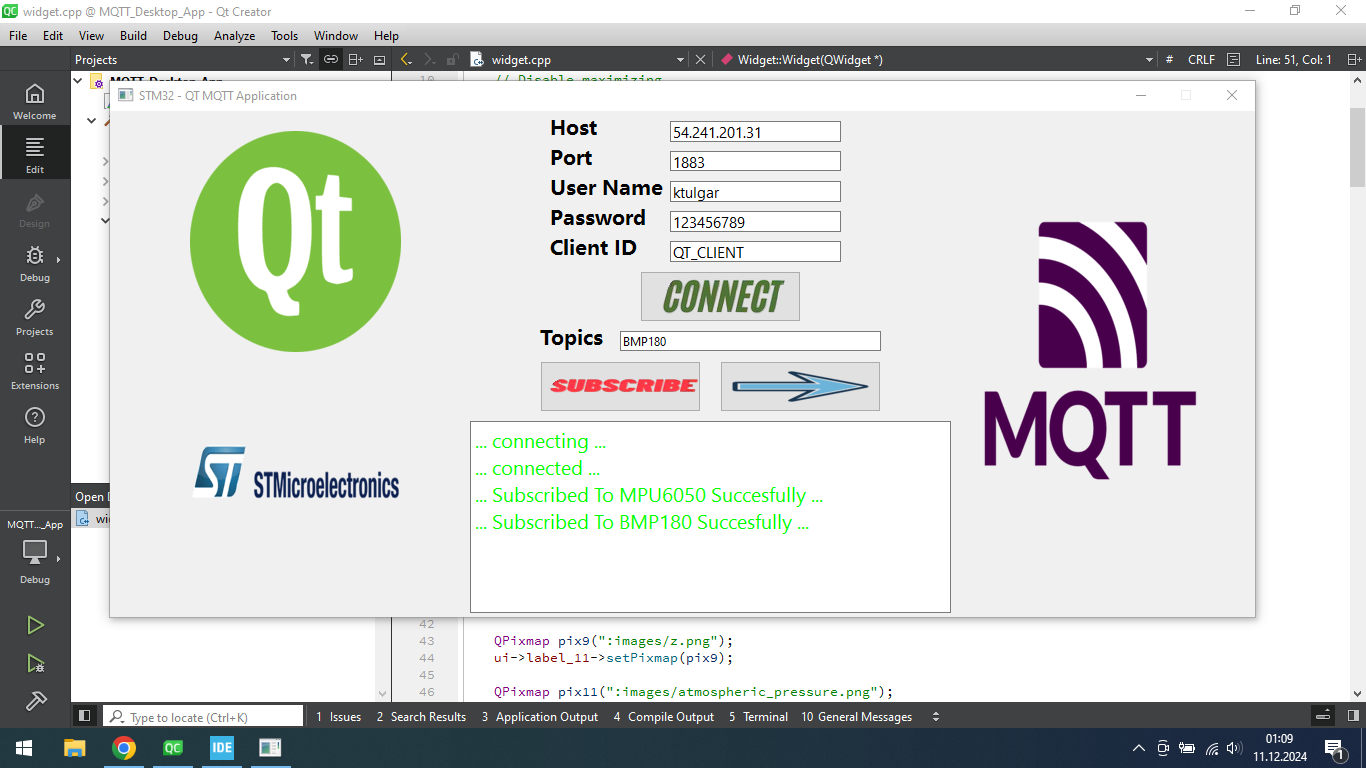 widget.cpp @ MQTT_Desktop_App - Qt Creator
File Edit View Build Debug Analyze Tools Window Help
Projects
widget.cpp
Widget::Widget(QWidget *)
# CRLF Line: 51, Col: 1
STM32 - QT MQTT Application
Welcome
Edit
Design
Debug
Projects
Extensions
Help
MQTT..._App
Debug
Qt
STMicroelectronics
Host 54.241.201.31
Port 1883
User Name ktulgar
Password 123456789
Client ID QT_CLIENT
CONNECT
Topics BMP180
SUBSCRIBE
... connecting ...
... connected ...
... Subscribed To MPU6050 Succesfully ...
... Subscribed To BMP180 Succesfully ...
MQTT
42
43 QPixmap pix9(":images/z.png");
44 ui->label_11->setPixmap(pix9);
45
46 QPixmap pix11(":images/atmospheric_pressure.png");
Type to locate (Ctrl+K)
1 Issues 2 Search Results 3 Application Output 4 Compile Output 5 Terminal 10 General Messages
QC IDE
01:09
11.12.2024
1